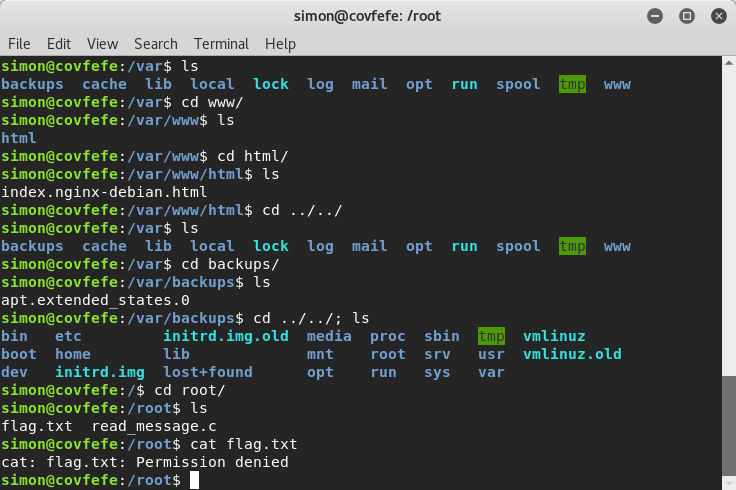 simon@covfefe: /root
File Edit View Search Terminal Help
simon@covfefe:/var$ ls
backups cache lib local lock log mail opt run spool tmp www
simon@covfefe:/var$ cd www/
simon@covfefe:/var/www$ ls
html
simon@covfefe:/var/www$ cd html/
simon@covfefe:/var/www/html$ ls
index.nginx-debian.html
simon@covfefe:/var/www/html$ cd ../../
simon@covfefe:/var$ ls
backups cache lib local lock log mail opt run spool tmp www
simon@covfefe:/var$ cd backups/
simon@covfefe:/var/backups$ ls
apt.extended_states.0
simon@covfefe:/var/backups$ cd ../../; ls
bin etc initrd.img.old media proc sbin tmp vmlinuz
boot home lib mnt root srv usr vmlinuz.old
dev initrd.img lost+found opt run sys var
simon@covfefe:/$ cd root/
simon@covfefe:/root$ ls
flag.txt read_message.c
simon@covfefe:/root$ cat flag.txt
cat: flag.txt: Permission denied
simon@covfefe:/root$